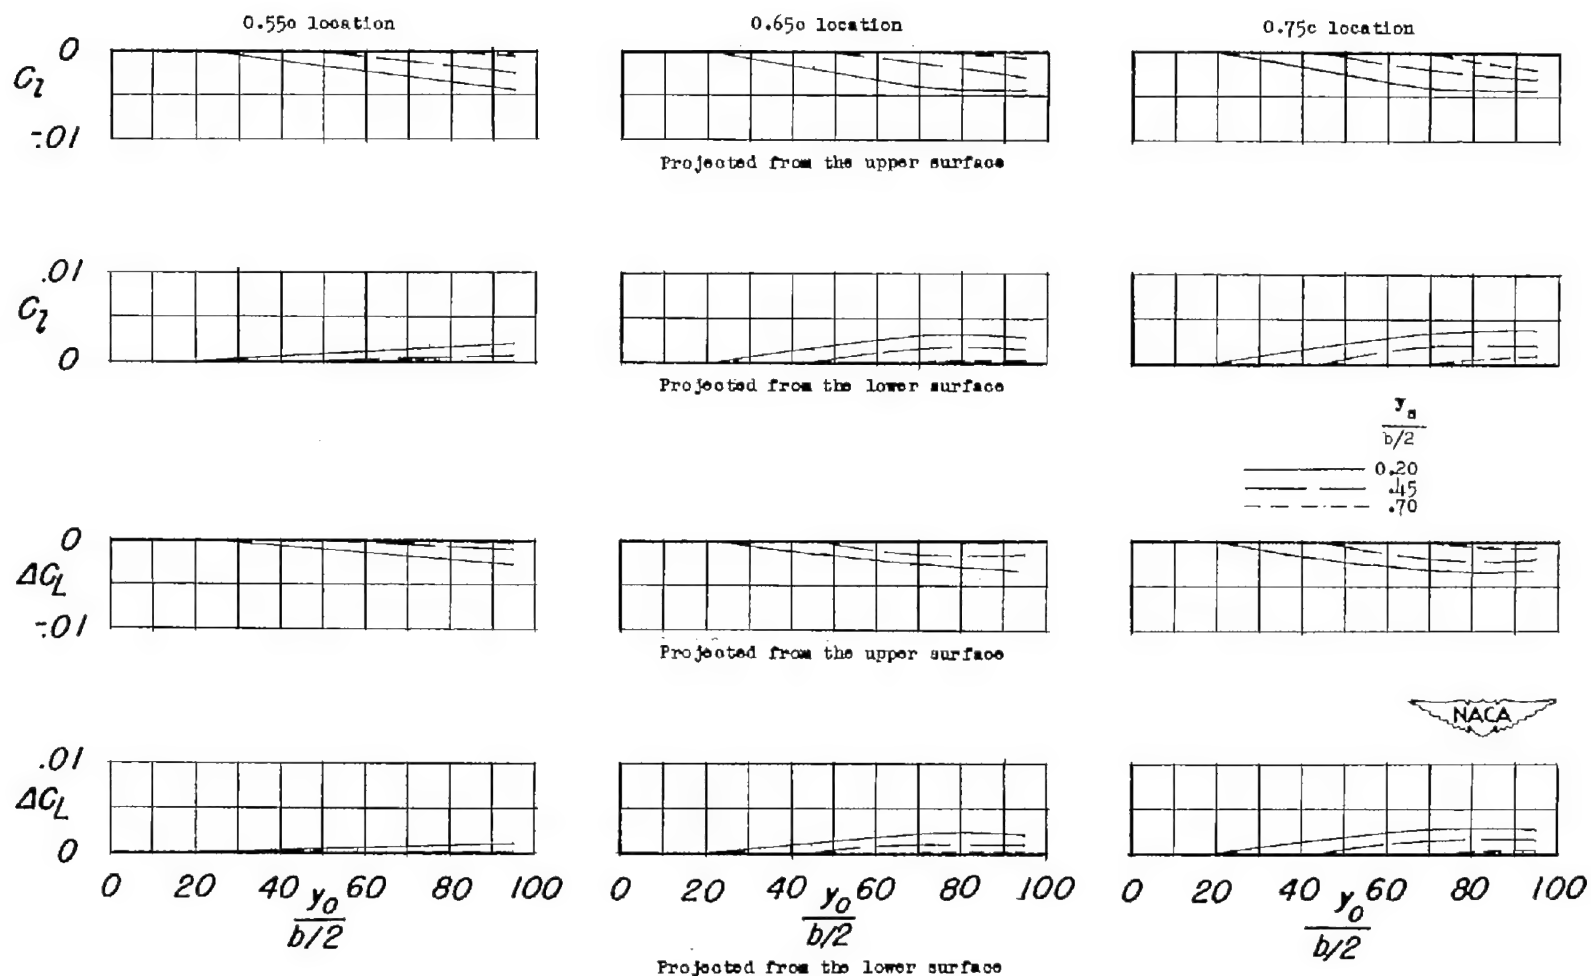 0.55c location 0.65c location 0.75c location
0
C_l
-.01
Projected from the upper surface
.01
C_l
0
Projected from the lower surface
y_s
b/2
0.20
.45
.70
0
ΔC_L
-.01
Projected from the upper surface
NACA
.01
ΔC_L
0
0 20 40 60 80 100 0 20 40 60 80 100 0 20 40 60 80 100
y_o y_o y_o
b/2 b/2 b/2
Projected from the lower surface